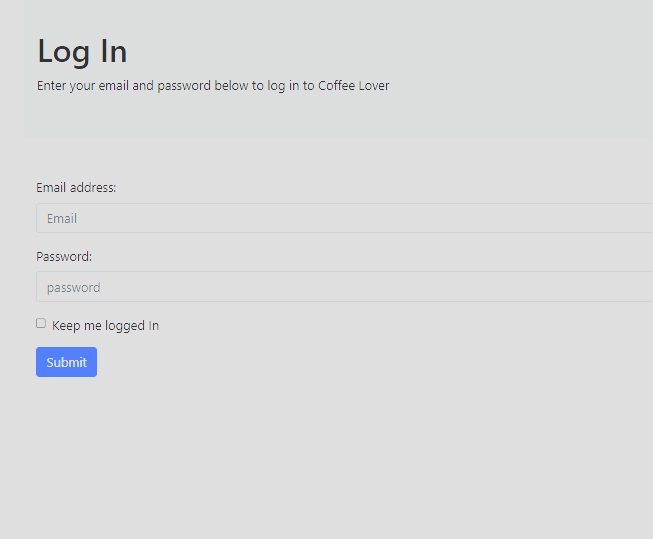 Log In
Enter your email and password below to log in to Coffee Lover
Email address:
Email
Password:
password
Keep me logged In
Submit